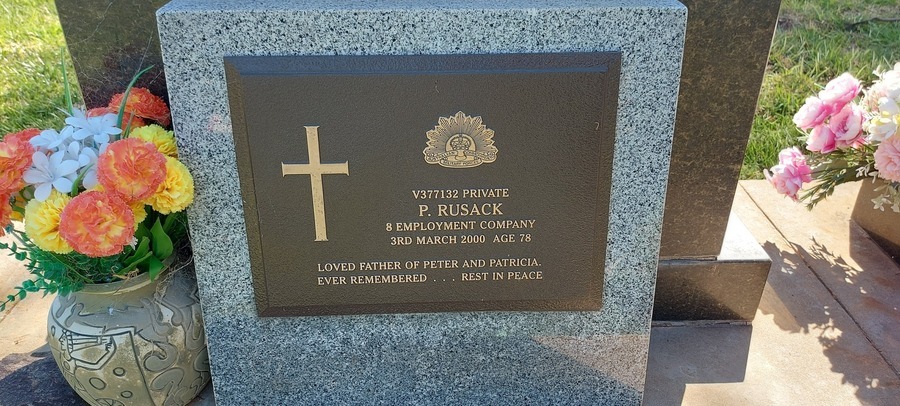 V377132 PRIVATE
P. RUSACK
8 EMPLOYMENT COMPANY
3RD MARCH 2000 AGE 78
LOVED FATHER OF PETER AND PATRICIA.
EVER REMEMBERED . . . REST IN PEACE